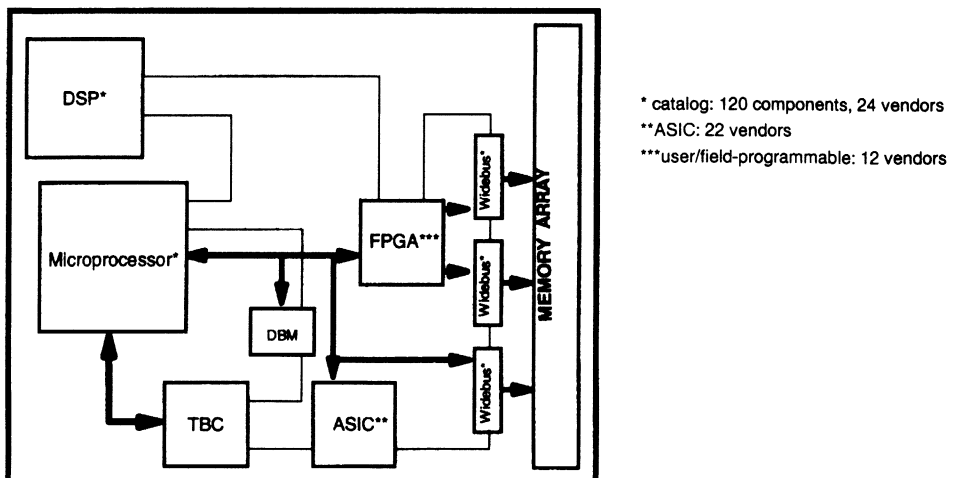 DSP*
Microprocessor*
FPGA***
DBM
TBC
ASIC**
Widebus*
Widebus*
Widebus*
MEMORY ARRAY
* catalog: 120 components, 24 vendors
**ASIC: 22 vendors
***user/field-programmable: 12 vendors